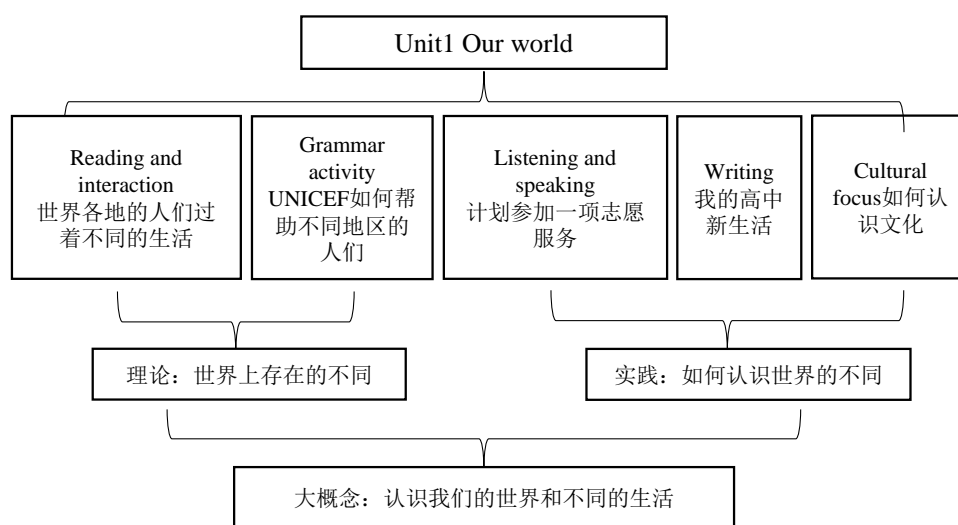 Unit1 Our world
Reading and
interaction
世界各地的人们过
着不同的生活
Grammar
activity
UNICEF如何帮
助不同地区的
人们
Listening and
speaking
计划参加一项志愿
服务
Writing
我的高中
新生活
Cultural
focus如何认
识文化
理论：世界上存在的不同
实践：如何认识世界的不同
大概念：认识我们的世界和不同的生活